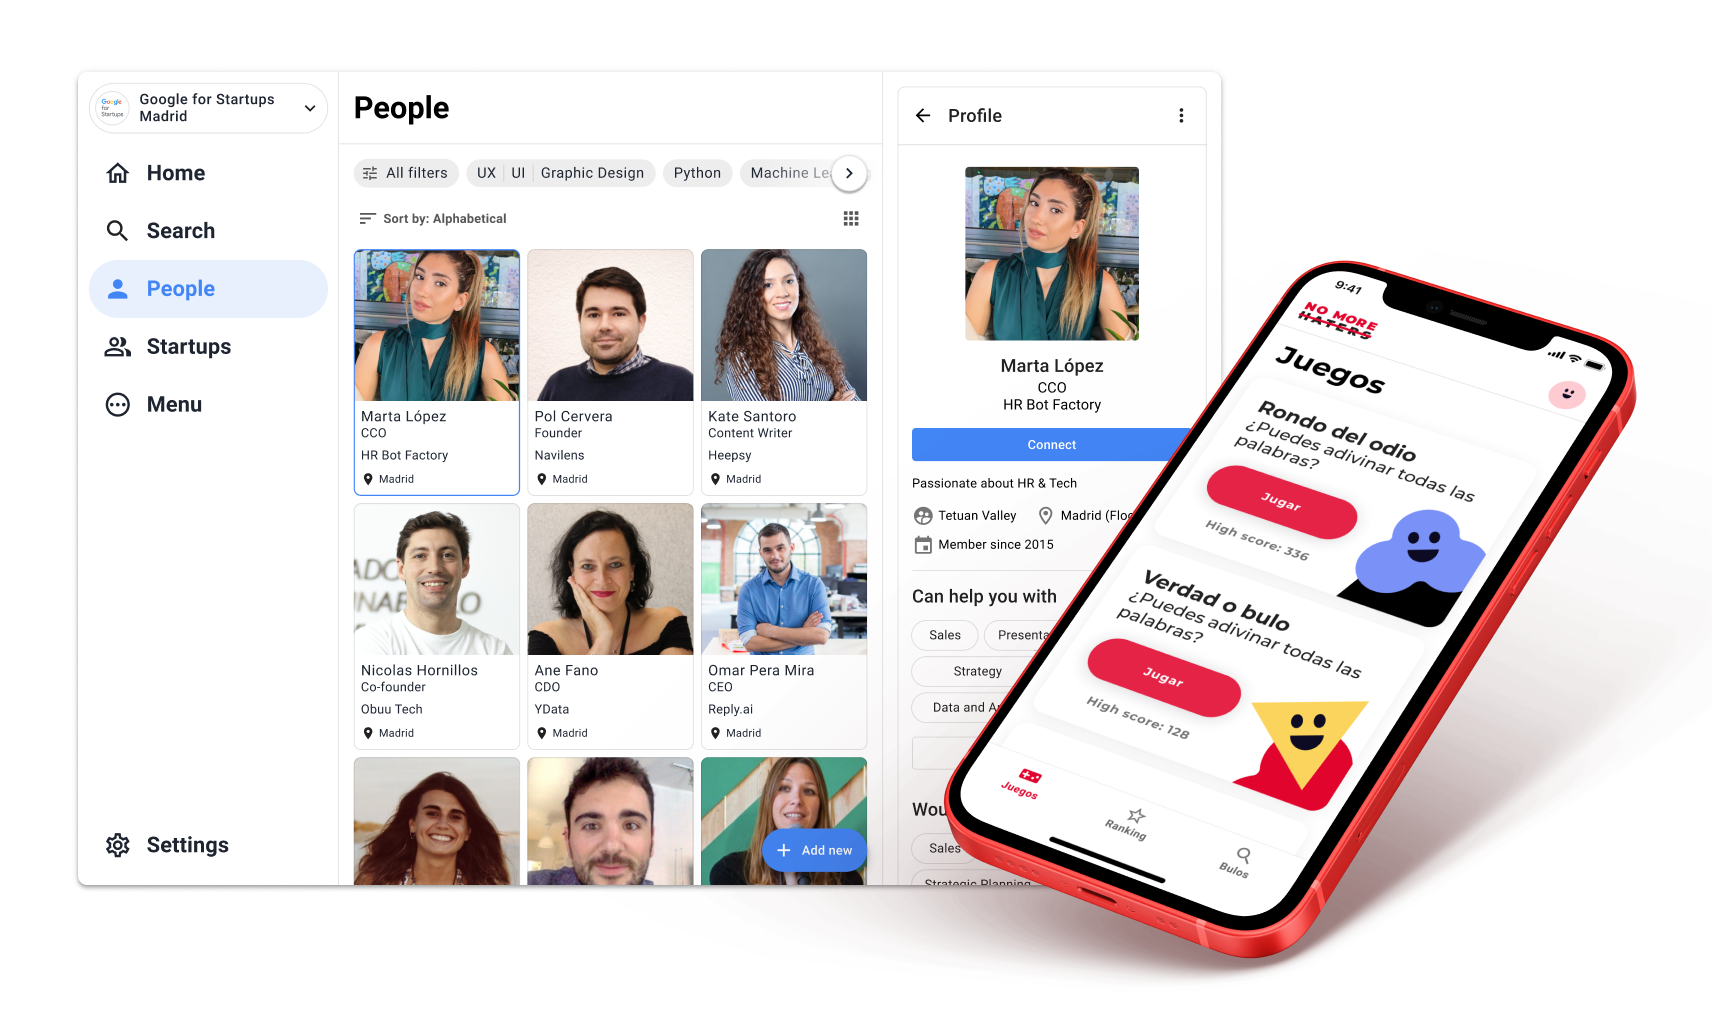 Google for Startups
Madrid
Google
for
Startups
Home
Search
People
Startups
Menu
Settings
People
All filters
UX UI Graphic Design
Python
Machine Le
Sort by: Alphabetical
Marta López
CCO
HR Bot Factory
Madrid
Pol Cervera
Founder
Navilens
Madrid
Kate Santoro
Content Writer
Heepsy
Madrid
Nicolas Hornillos
Co-founder
Obuu Tech
Madrid
Ane Fano
CDO
YData
Madrid
Omar Pera Mira
CEO
Reply.ai
Madrid
Add new
Profile
Marta López
CCO
HR Bot Factory
Connect
Passionate about HR & Tech
Tetuan Valley
Madrid (Floo
Member since 2015
Can help you with
Sales
Presenta
Strategy
Data and A
Wou
Sales
Strategic Planning
9:41
NO MORE
HATERS
Juegos
Rondo del odio
¿Puedes adivinar todas las
palabras?
Jugar
High score: 336
Verdad o bulo
¿Puedes adivinar todas las
palabras?
Jugar
High score: 128
Juegos
Ranking
Bulos